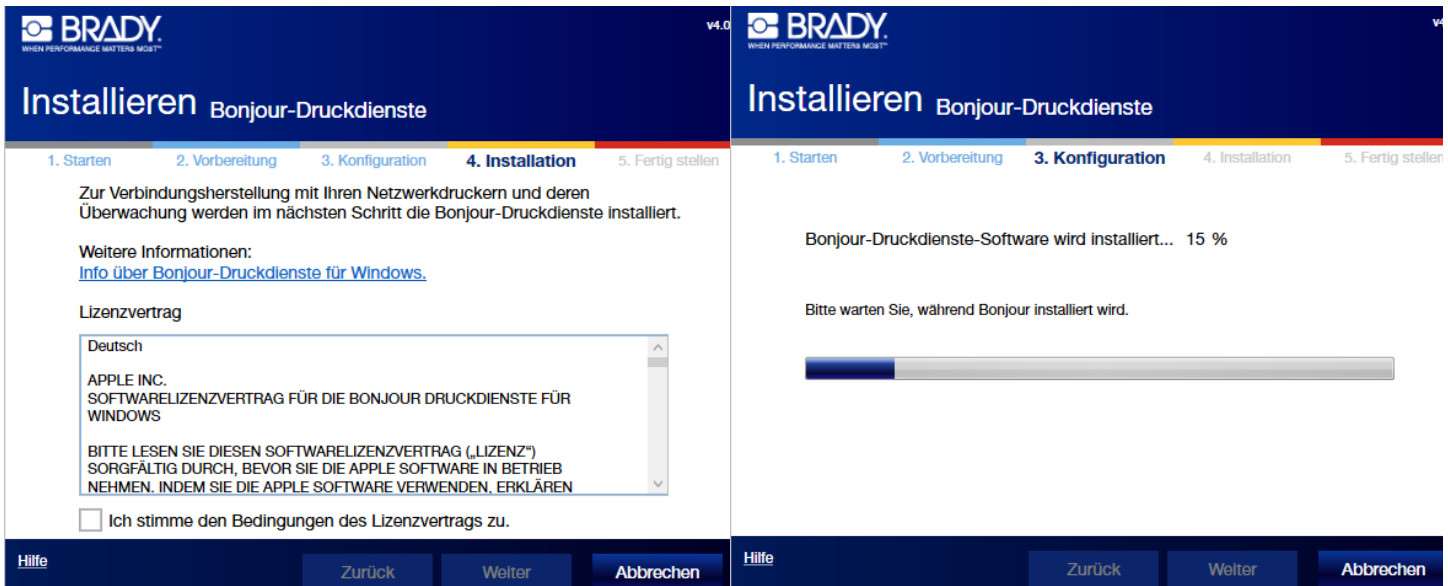 BRADY.
WHEN PERFORMANCE MATTERS MOST™
v4.0
Installieren Bonjour-Druckdienste
1. Starten 2. Vorbereitung 3. Konfiguration 4. Installation 5. Fertig stellen
Zur Verbindungsherstellung mit Ihren Netzwerkdruckern und deren
Überwachung werden im nächsten Schritt die Bonjour-Druckdienste installiert.
Weitere Informationen:
Info über Bonjour-Druckdienste für Windows.
Lizenzvertrag
Deutsch
APPLE INC.
SOFTWARELIZENZVERTRAG FÜR DIE BONJOUR DRUCKDIENSTE FÜR
WINDOWS
BITTE LESEN SIE DIESEN SOFTWARELIZENZVERTRAG („LIZENZ“)
SORGFÄLTIG DURCH, BEVOR SIE DIE APPLE SOFTWARE IN BETRIEB
NEHMEN. INDEM SIE DIE APPLE SOFTWARE VERWENDEN, ERKLÄREN
Ich stimme den Bedingungen des Lizenzvertrags zu.
Hilfe
Zurück Weiter Abbrechen
BRADY.
WHEN PERFORMANCE MATTERS MOST™
v4
Installieren Bonjour-Druckdienste
1. Starten 2. Vorbereitung 3. Konfiguration 4. Installation 5. Fertig stellen
Bonjour-Druckdienste-Software wird installiert... 15 %
Bitte warten Sie, während Bonjour installiert wird.
Hilfe
Zurück Weiter Abbrechen